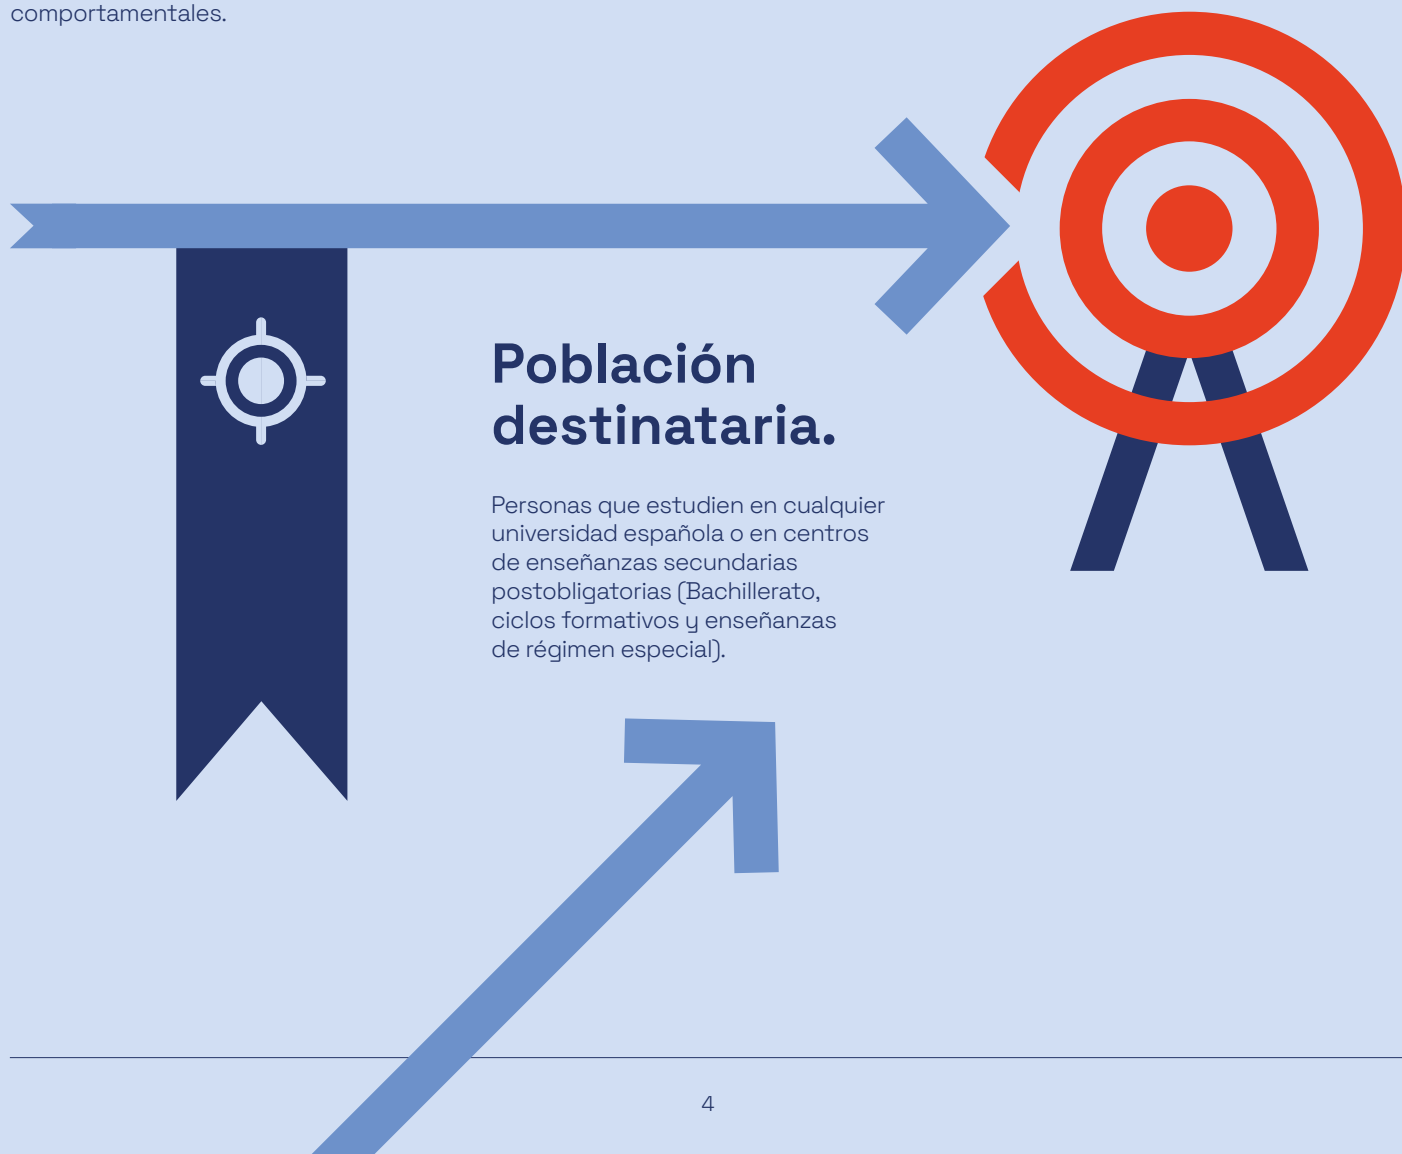 comportamentales.
Población
destinataria.
Personas que estudien en cualquier
universidad española o en centros
de enseñanzas secundarias
postobligatorias (Bachillerato,
ciclos formativos y enseñanzas
de régimen especial).
4